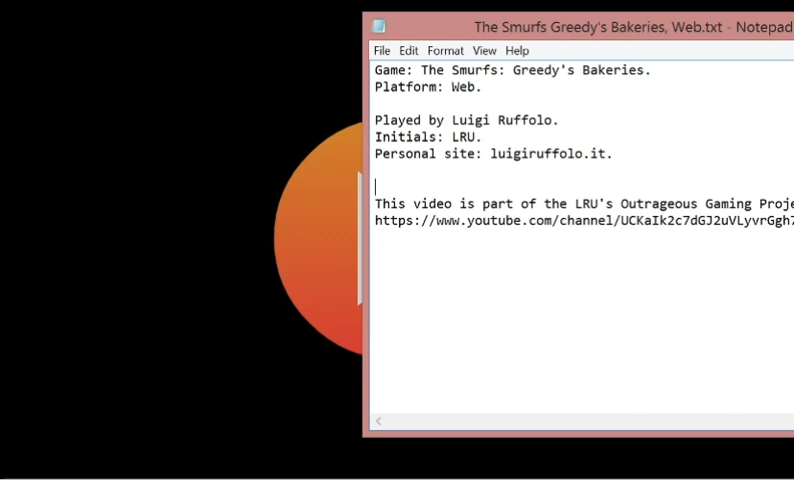 The Smurfs Greedy's Bakeries, Web.txt - Notepad
File Edit Format View Help
Game: The Smurfs: Greedy's Bakeries.
Platform: Web.
Played by Luigi Ruffolo.
Initials: LRU.
Personal site: luigiruffolo.it.
This video is part of the LRU's Outrageous Gaming Proje
https://www.youtube.com/channel/UCKaIk2c7dGJ2uVLyvrGgh7